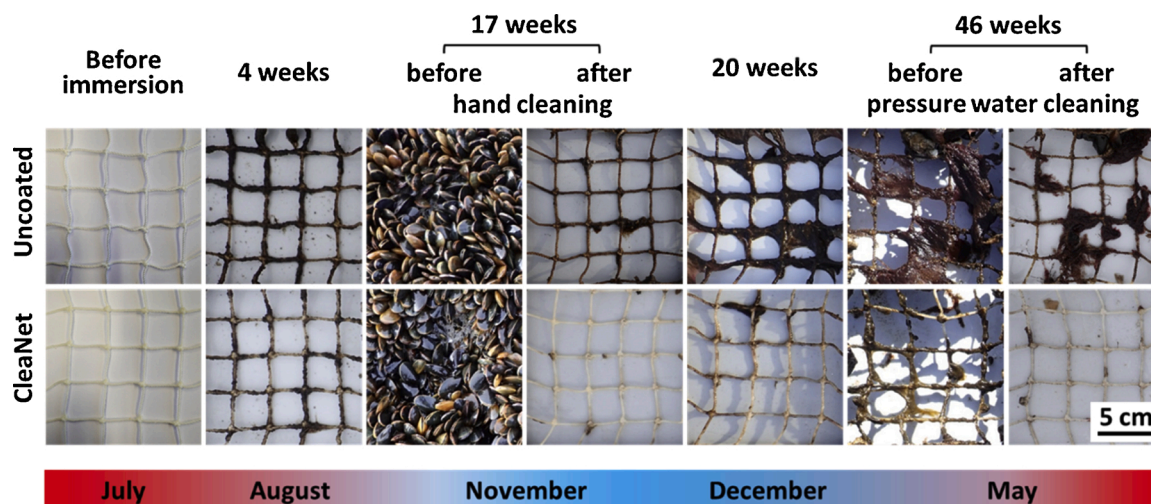 Before
immersion
4 weeks
17 weeks
before
after
hand cleaning
20 weeks
46 weeks
before
after
pressure water cleaning
Uncoated
CleaNet
5 cm
July
August
November
December
May